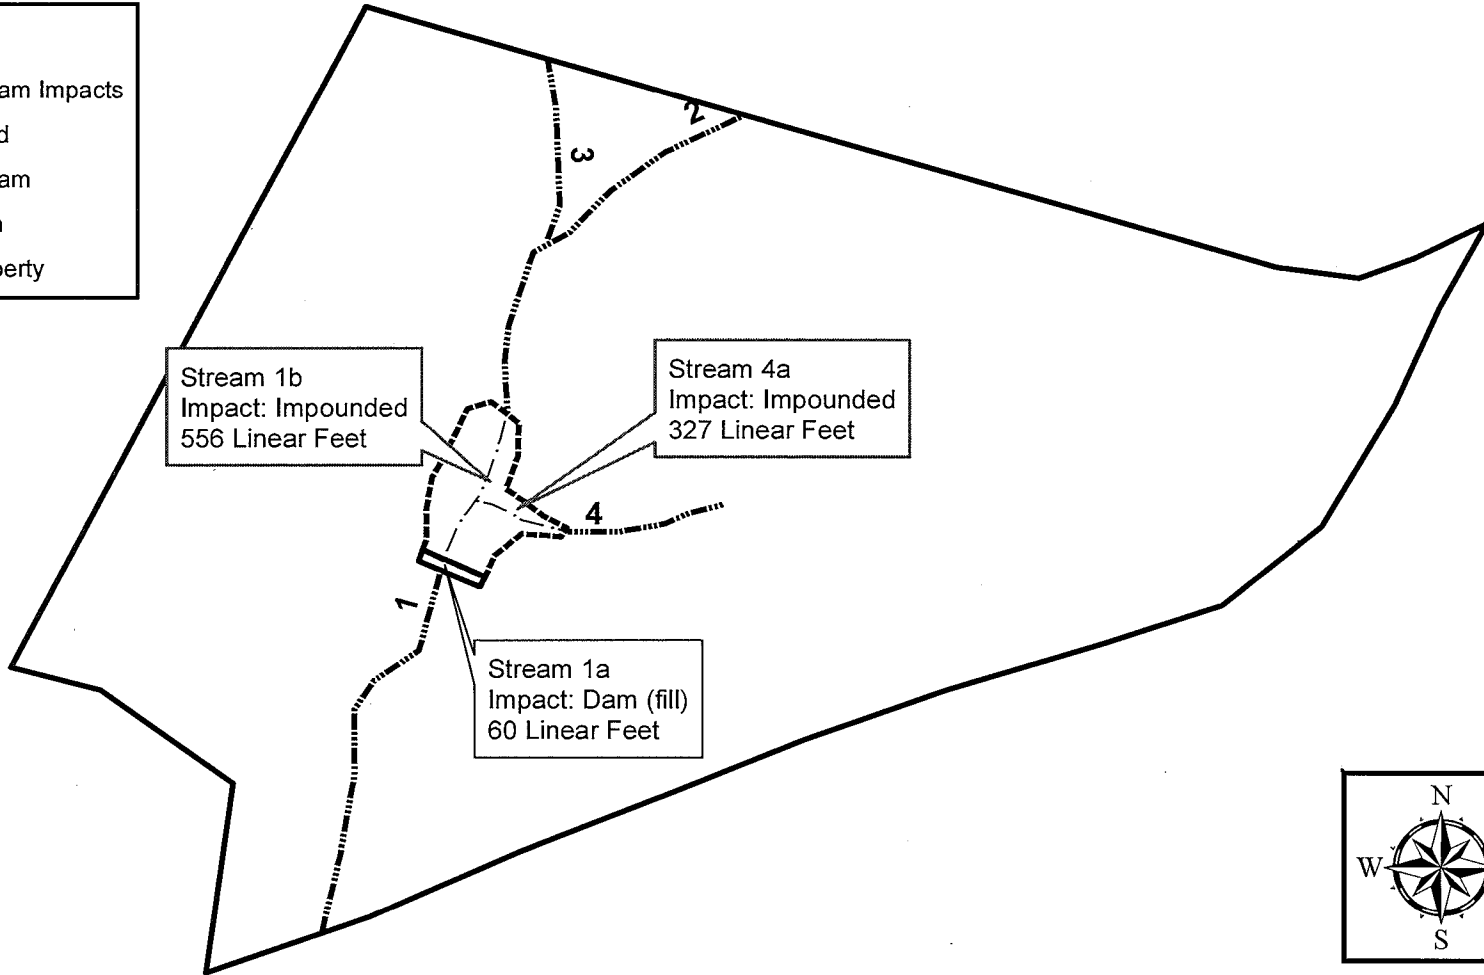 am Impacts
d
am
n
perty
2
3
Stream 1b
Impact: Impounded
556 Linear Feet
Stream 4a
Impact: Impounded
327 Linear Feet
4
1
Stream 1a
Impact: Dam (fill)
60 Linear Feet
N
W
S